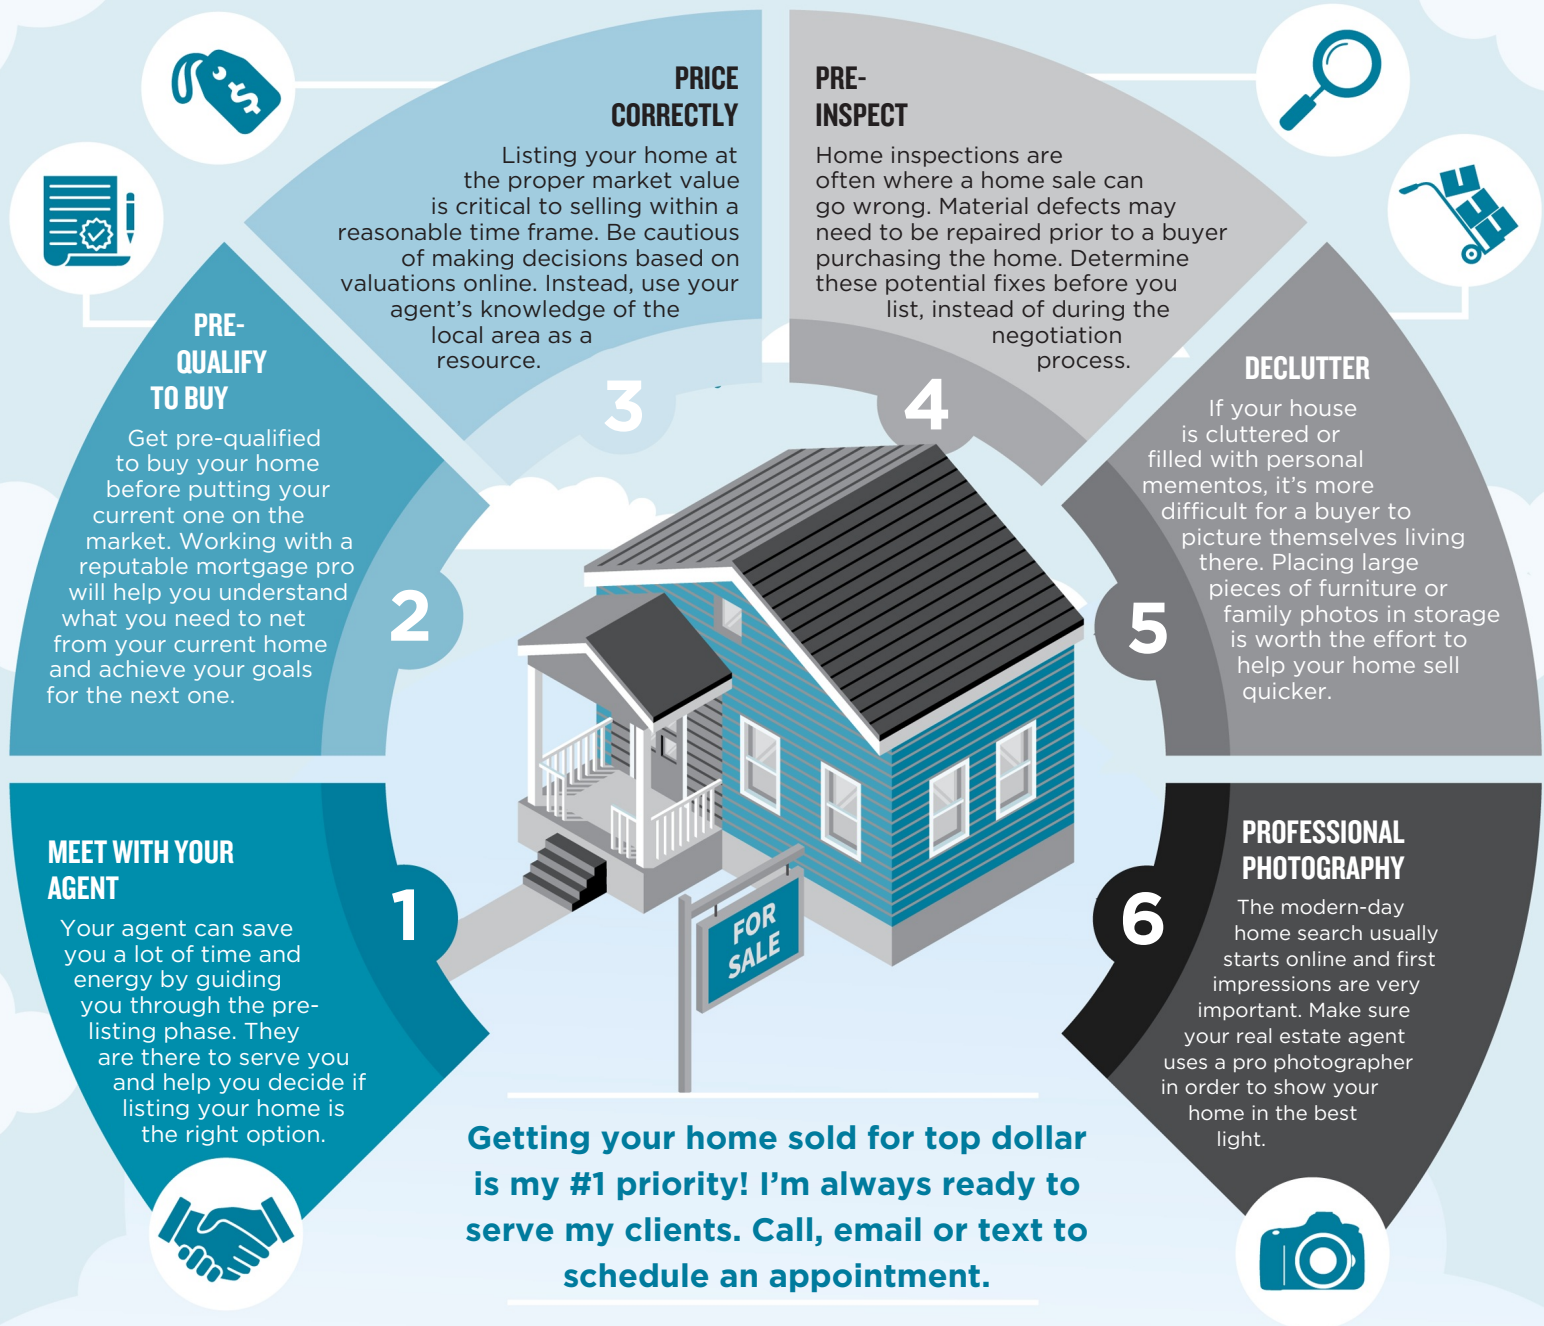 MEET WITH YOUR
AGENT
Your agent can save
you a lot of time and
energy by guiding
you through the pre-
listing phase. They
are there to serve you
and help you decide if
listing your home is
the right option.
1
PRE-
QUALIFY
TO BUY
Get pre-qualified
to buy your home
before putting your
current one on the
market. Working with a
reputable mortgage pro
will help you understand
what you need to net
from your current home
and achieve your goals
for the next one.
2
$
PRICE
CORRECTLY
Listing your home at
the proper market value
is critical to selling within a
reasonable time frame. Be cautious
of making decisions based on
valuations online. Instead, use your
agent's knowledge of the
local area as a
resource.
3
PRE-
INSPECT
Home inspections are
often where a home sale can
go wrong. Material defects may
need to be repaired prior to a buyer
purchasing the home. Determine
these potential fixes before you
list, instead of during the
negotiation
process.
4
DECLUTTER
If your house
is cluttered or
filled with personal
mementos, it's more
difficult for a buyer to
picture themselves living
there. Placing large
pieces of furniture or
family photos in storage
is worth the effort to
help your home sell
quicker.
5
PROFESSIONAL
PHOTOGRAPHY
The modern-day
home search usually
starts online and first
impressions are very
important. Make sure
your real estate agent
uses a pro photographer
in order to show your
home in the best
light.
6
FOR
SALE
Getting your home sold for top dollar
is my #1 priority! I'm always ready to
serve my clients. Call, email or text to
schedule an appointment.